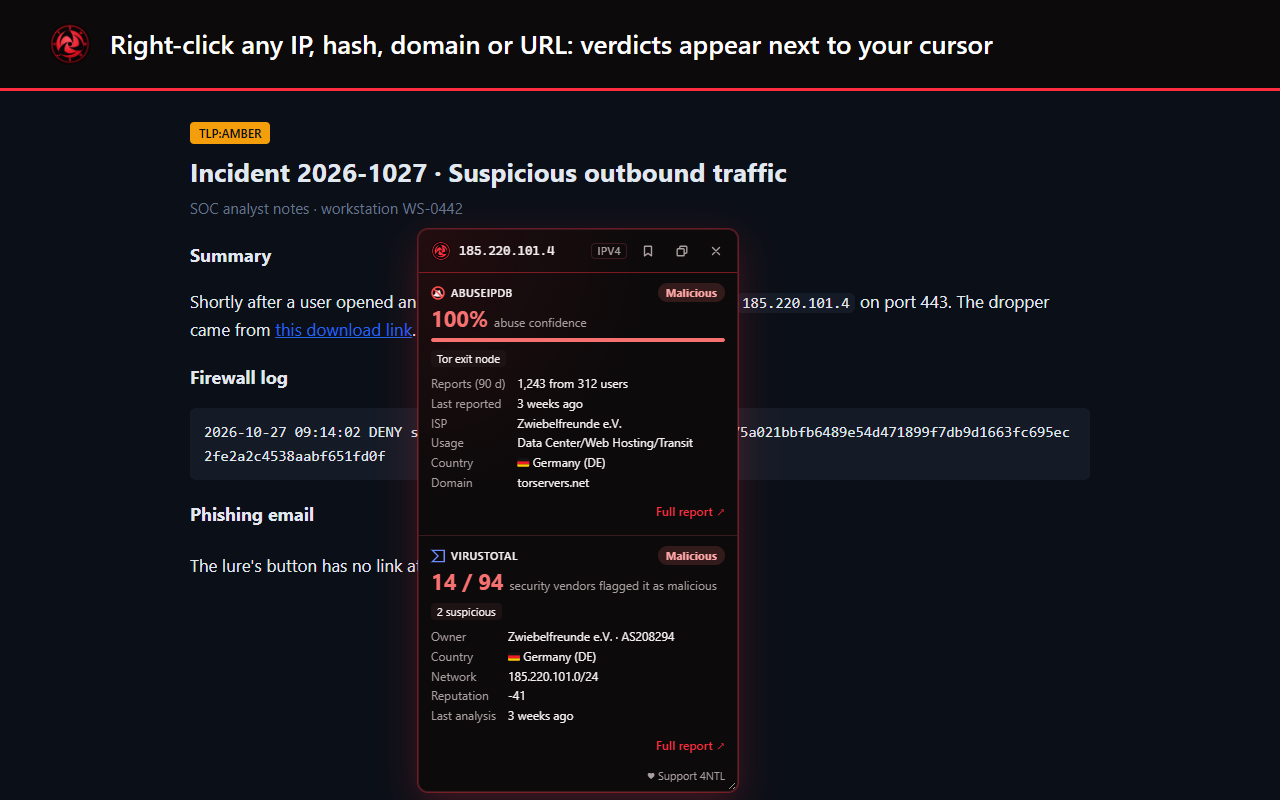 Right-click any IP, hash, domain or URL: verdicts appear next to your cursor
TLP:AMBER
Incident 2026-1027 · Suspicious outbound traffic
SOC analyst notes · workstation WS-0442
Summary
Shortly after a user opened an
185.220.101.4 on port 443. The dropper
came from this download link.
Firewall log
2026-10-27 09:14:02 DENY s
5a021bbfb6489e54d471899f7db9d1663fc695ec
2fe2a2c4538aabf651fd0f
Phishing email
The lure's button has no link
185.220.101.4 IPV4
ABUSEIPDB Malicious
100% abuse confidence
Tor exit node
Reports (90 d) 1,243 from 312 users
Last reported 3 weeks ago
ISP Zwiebelfreunde e.V.
Usage Data Center/Web Hosting/Transit
Country Germany (DE)
Domain torservers.net
Full report ↗
VIRUSTOTAL Malicious
14 / 94 security vendors flagged it as malicious
2 suspicious
Owner Zwiebelfreunde e.V. · AS208294
Country Germany (DE)
Network 185.220.101.0/24
Reputation -41
Last analysis 3 weeks ago
Full report ↗
♥ Support 4NTL